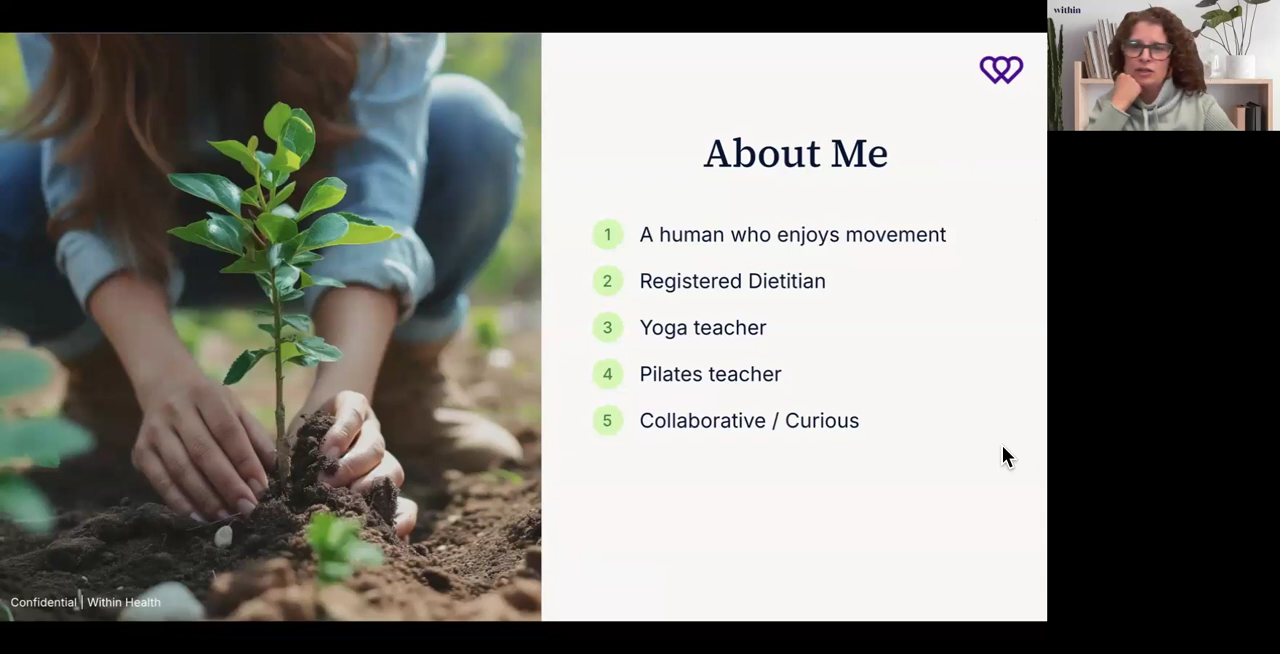 within
About Me
1 A human who enjoys movement
2 Registered Dietitian
3 Yoga teacher
4 Pilates teacher
5 Collaborative / Curious
Confidential | Within Health